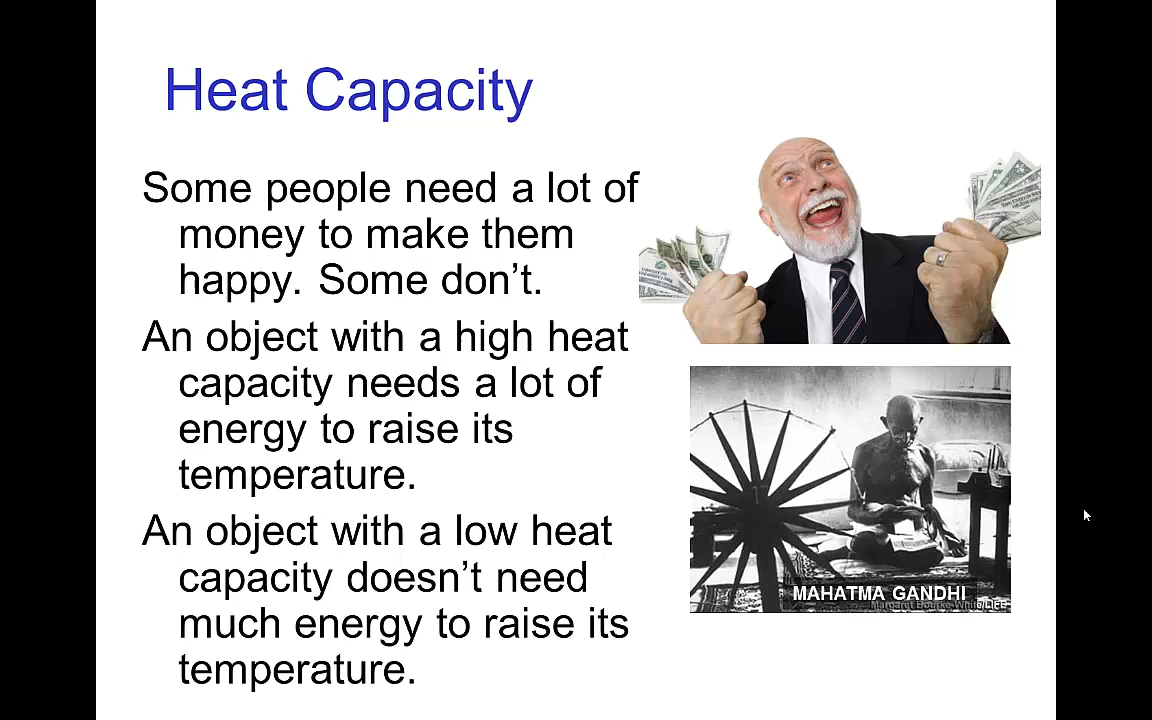 Heat Capacity
Some people need a lot of
money to make them
happy. Some don’t.
An object with a high heat
capacity needs a lot of
energy to raise its
temperature.
An object with a low heat
capacity doesn’t need
much energy to raise its
temperature.
MAHATMA GANDHI
Margaret Bourke-White/LIFE